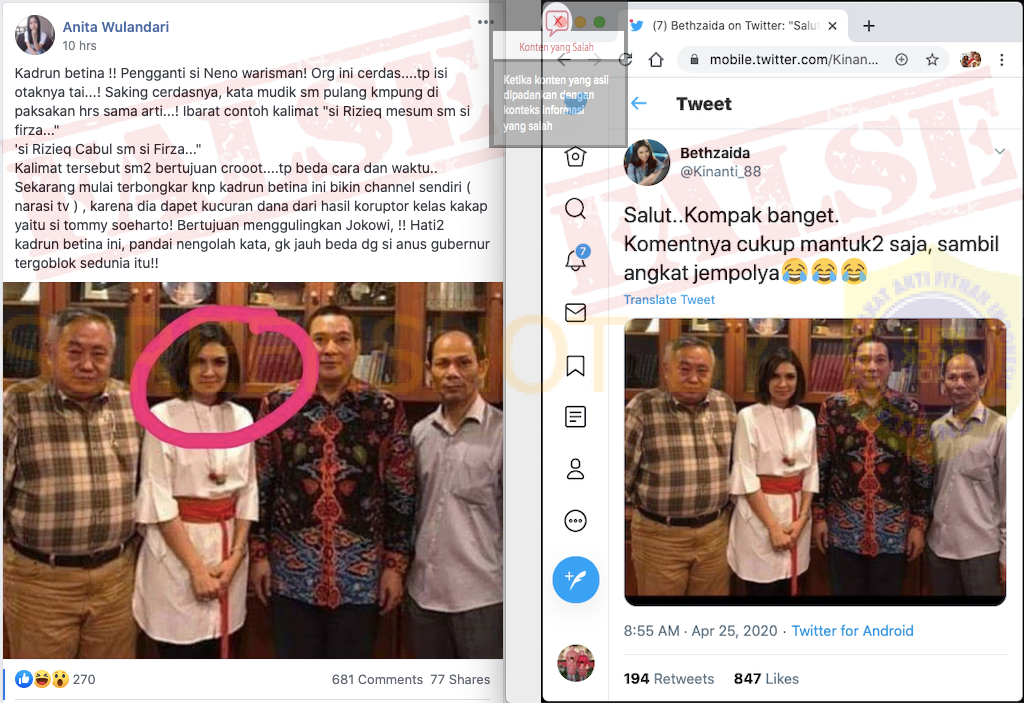 Anita Wulandari
10 hrs
Kadrun betina !! Pengganti si Neno warisman! Org ini cerdas....tp isi
otaknya tai...! Saking cerdasnya, kata mudik sm pulang kmpung di
paksakan hrs sama arti...! Ibarat contoh kalimat "si Rizieq mesum sm si
firza..."
'si Rizieq Cabul sm si Firza..."
Kalimat tersebut sm2 bertujuan crooot....tp beda cara dan waktu..
Sekarang mulai terbongkar knp kadrun betina ini bikin channel sendiri (
narasi tv ) , karena dia dapet kucuran dana dari hasil koruptor kelas kakap
yaitu si tommy soeharto! Bertujuan menggulingkan Jokowi, !! Hati2
kadrun betina ini, pandai nengolah kata, gk jauh beda dg si anus gubernur
tergoblok sedunia itu!!
FALSE
270
681 Comments 77 Shares
Konten yang Salah
Ketika konten yang asli
dipadankan dengan
konteks informasi
yang salah
(7) Bethzaida on Twitter: "Salut
mobile.twitter.com/Kinan...
Tweet
Bethzaida
@Kinanti_88
7
Salut..Kompak banget.
Komentnya cukup mantuk2 saja, sambil
angkat jempolya😂😂😂
Translate Tweet
FALSE
8:55 AM · Apr 25, 2020 · Twitter for Android
194 Retweets 847 Likes